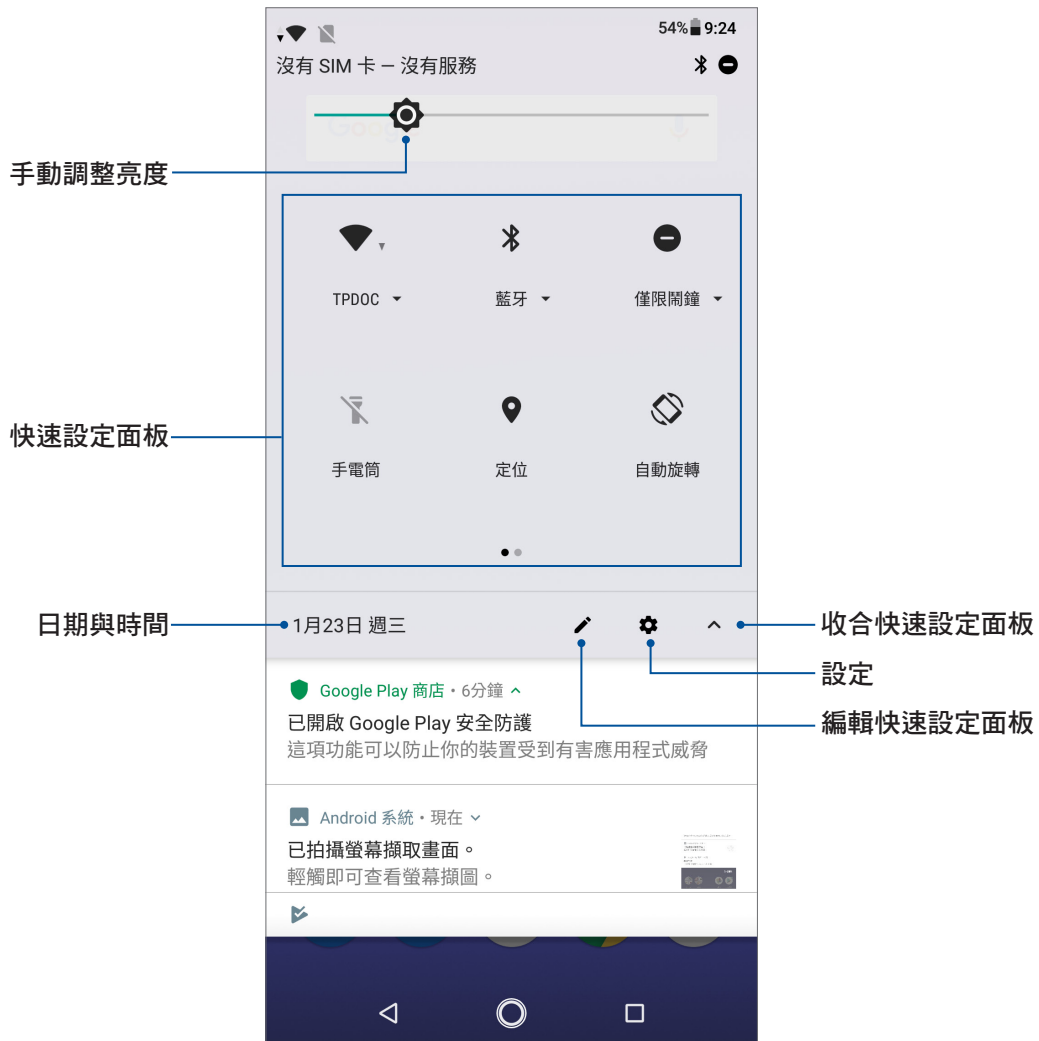 54% 9:24
沒有 SIM 卡 — 沒有服務
Google
手動調整亮度
TPDOC
藍牙
僅限鬧鐘
快速設定面板
手電筒
定位
自動旋轉
日期與時間
1月23日 週三
收合快速設定面板
設定
編輯快速設定面板
Google Play 商店・6分鐘
已開啟 Google Play 安全防護
這項功能可以防止你的裝置受到有害應用程式威脅
Android 系統・現在
已拍攝螢幕擷取畫面。
輕觸即可查看螢幕擷圖。